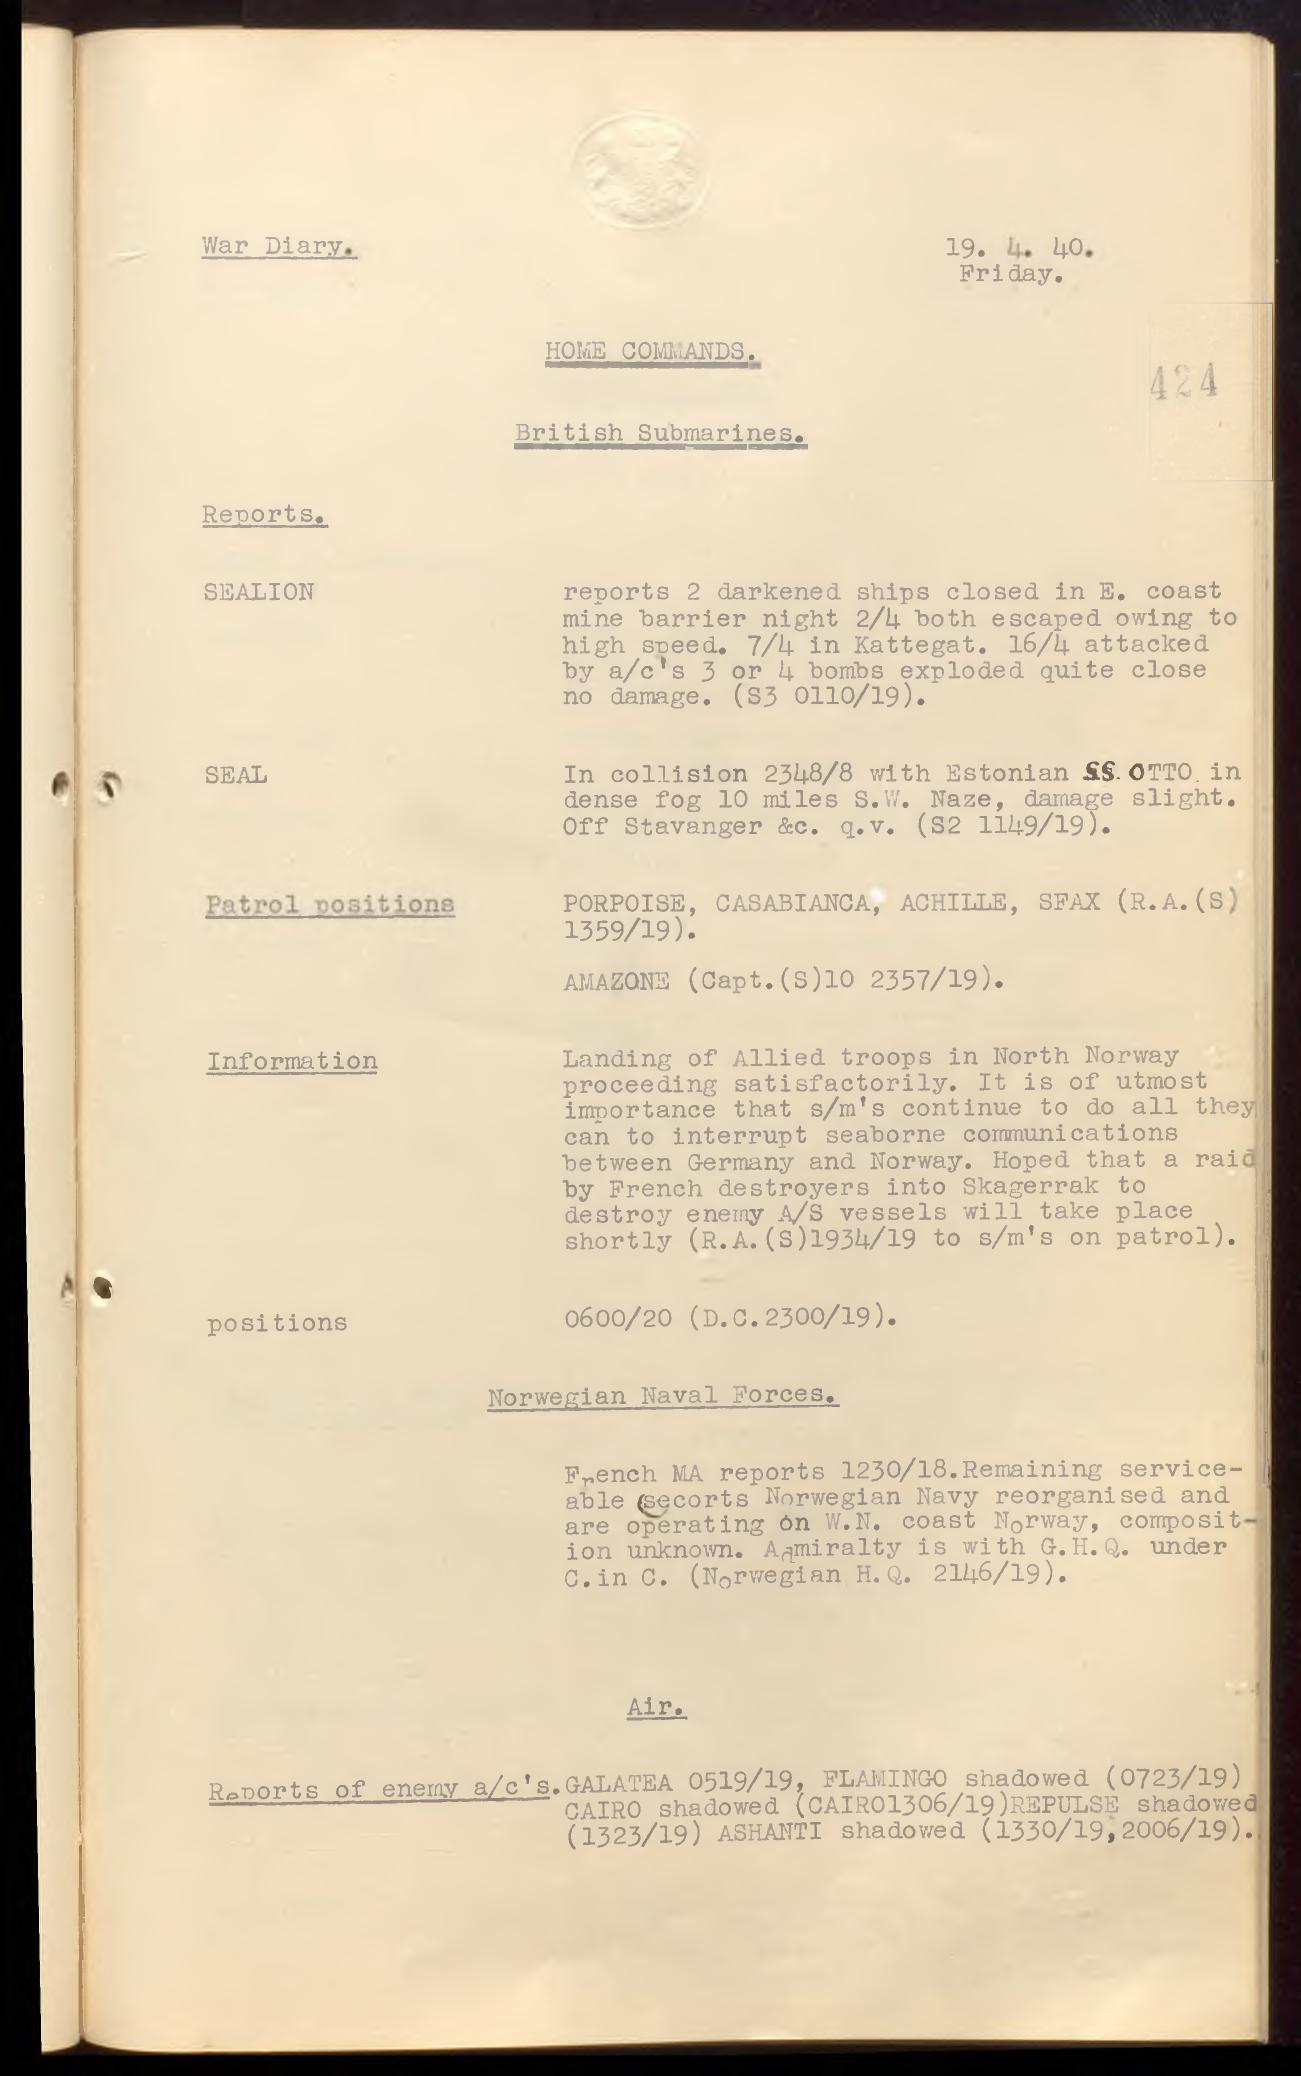 War Diary.
19. 4. 40.
Friday.
HOME COMMANDS.
424
British Submarines.
Reports.
SEALION reports 2 darkened ships closed in E. coast
mine barrier night 2/4 both escaped owing to
high speed. 7/4 in Kattegat. 16/4 attacked
by a/c's 3 or 4 bombs exploded quite close
no damage. (S3 0110/19).
SEAL In collision 2348/8 with Estonian SS. OTTO in
dense fog 10 miles S.W. Naze, damage slight.
Off Stavanger &c. q.v. (S2 1149/19).
Patrol positions PORPOISE, CASABIANCA, ACHILLE, SFAX (R.A.(S)
1359/19).
AMAZONE (Capt.(S)10 2357/19).
Information Landing of Allied troops in North Norway
proceeding satisfactorily. It is of utmost
importance that s/m's continue to do all they
can to interrupt seaborne communications
between Germany and Norway. Hoped that a raid
by French destroyers into Skagerrak to
destroy enemy A/S vessels will take place
shortly (R.A.(S)1934/19 to s/m's on patrol).
positions 0600/20 (D.C.2300/19).
Norwegian Naval Forces.
French MA reports 1230/18.Remaining service-
able (secorts Norwegian Navy reorganised and
are operating on W.N. coast Norway, composit-
ion unknown. Admiralty is with G.H.Q. under
C.in C. (Norwegian H.Q. 2146/19).
Air.
Reports of enemy a/c's. GALATEA 0519/19, FLAMINGO shadowed (0723/19)
CAIRO shadowed (CAIRO1306/19)REPULSE shadowed
(1323/19) ASHANTI shadowed (1330/19,2006/19).